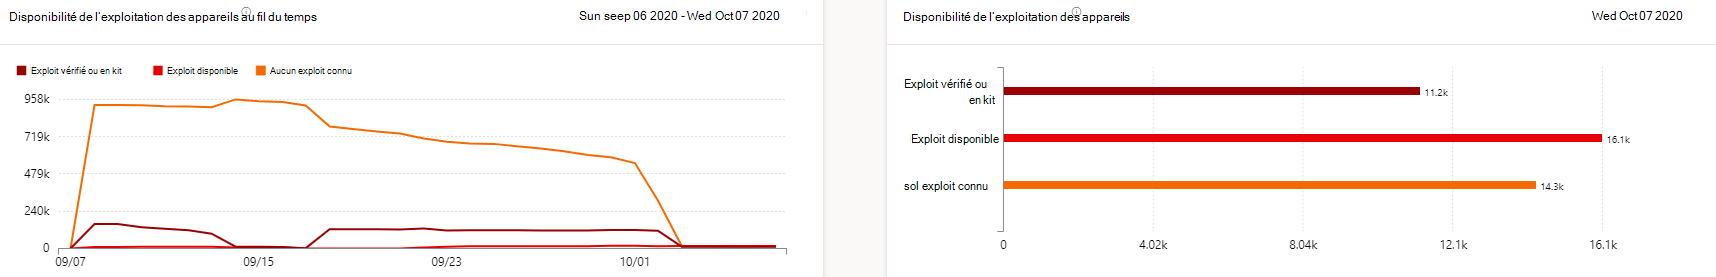 Disponibilité de l'exploitation des appareils au fil du temps
Sun seep 06 2020 - Wed Oct 07 2020
Exploit vérifié ou en kit
Exploit disponible
Aucun exploit connu
958k
719k
479k
240k
0
09/07
09/15
09/23
10/01
Disponibilité de l'exploitation des appareils
Wed Oct 07 2020
Exploit vérifié ou
en kit
11.2k
Exploit disponible
16.1k
sol exploit connu
14.3k
0
4.02k
8.04k
12.1k
16.1k